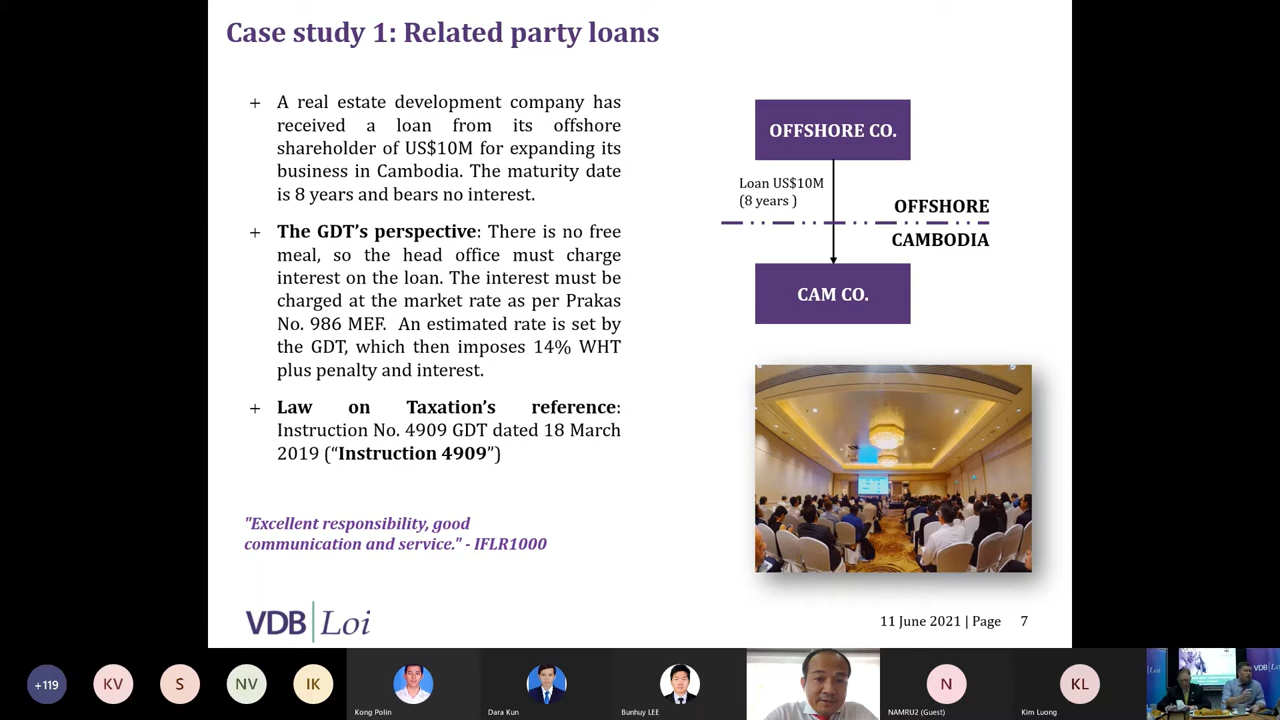 Case study 1: Related party loans
+ A real estate development company has
received a loan from its offshore
shareholder of US$10M for expanding its
business in Cambodia. The maturity date
is 8 years and bears no interest.
+ The GDT's perspective: There is no free
meal, so the head office must charge
interest on the loan. The interest must be
charged at the market rate as per Prakas
No. 986 MEF. An estimated rate is set by
the GDT, which then imposes 14% WHT
plus penalty and interest.
+ Law on Taxation's reference:
Instruction No. 4909 GDT dated 18 March
2019 (“Instruction 4909”)
"Excellent responsibility, good
communication and service." - IFLR1000
OFFSHORE CO.
Loan US$10M
(8 years )
OFFSHORE
CAMBODIA
CAM CO.
VDB Loi
11 June 2021 | Page 7
+119
KV
S
NV
IK
Kong Polin
Dara Kun
Bunhuy LEE
N
NAMRU2 (Guest)
KL
Kim Luong
Loi
VDB